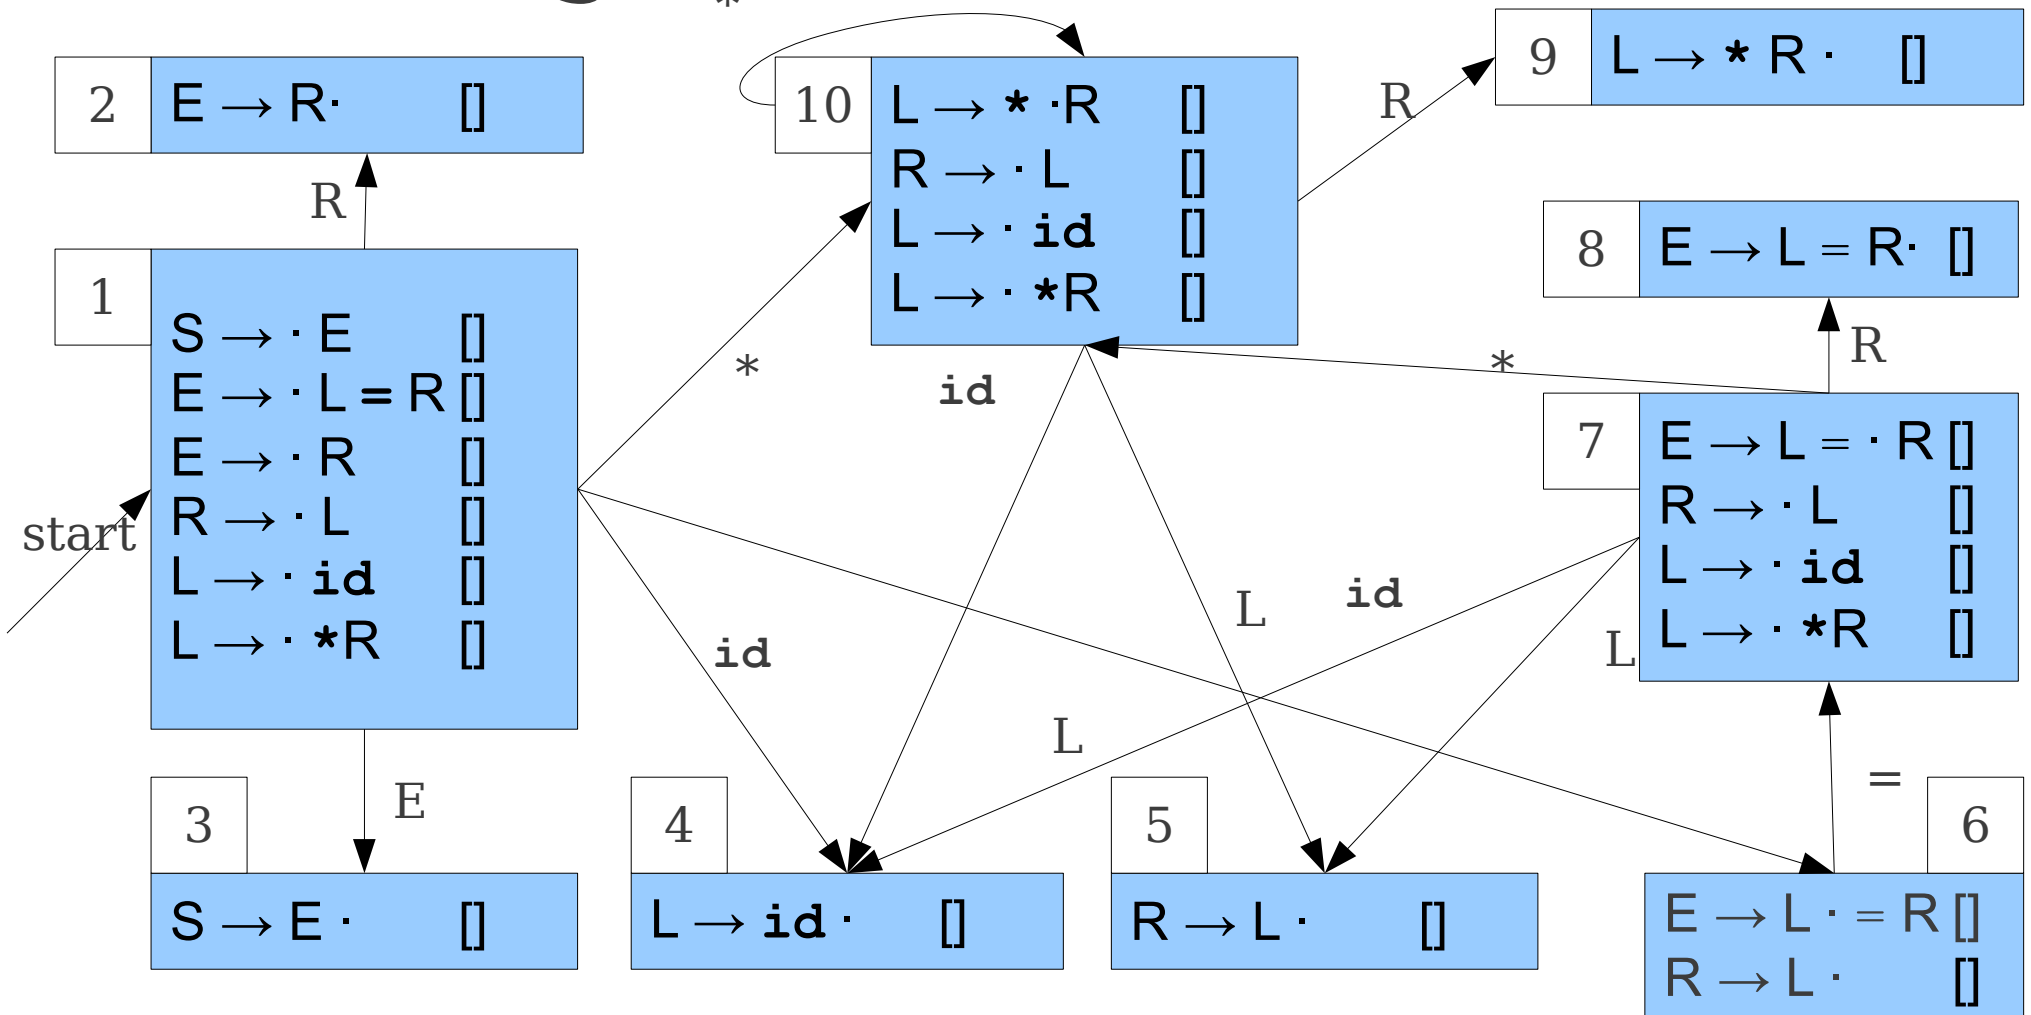 *
2
E → R· []
R
1
S → · E []
E → · L = R []
E → · R []
R → · L []
L → · id []
L → · *R []
start
E
3
S → E · []
10
L → * ·R []
R → · L []
L → · id []
L → · *R []
*
id
id
L
L
id
L
*
R
9
L → * R · []
8
E → L = R· []
R
7
E → L = · R []
R → · L []
L → · id []
L → · *R []
=
4
L → id · []
5
R → L · []
6
E → L · = R []
R → L · []